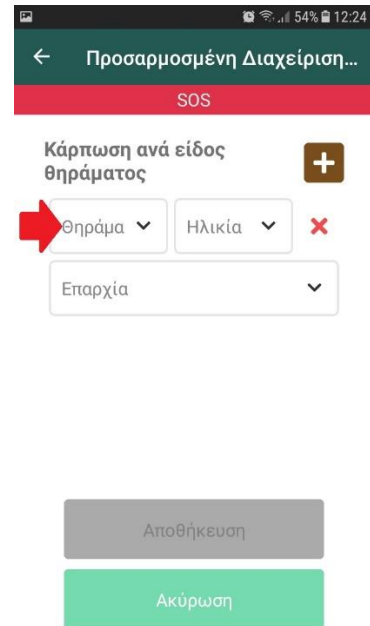 54% 12:24
Προσαρμοσμένη Διαχείριση...
SOS
Κάρπωση ανά είδος
θηράματος
Θηράμα Ηλικία
Επαρχία
Αποθήκευση
Ακύρωση